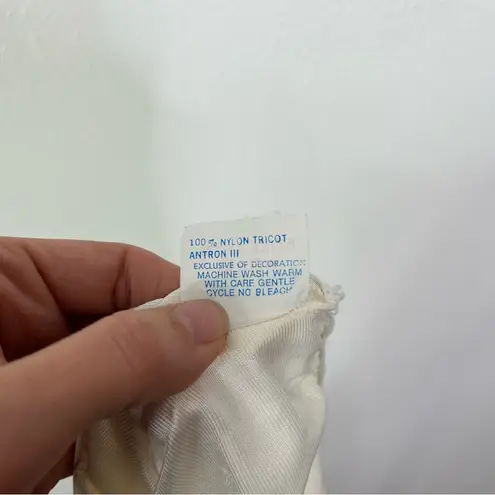 100% NYLON TRICOT
ANTRON III
EXCLUSIVE OF DECORATION
MACHINE WASH WARM
WITH CARE GENTLE
CYCLE NO BLEACH